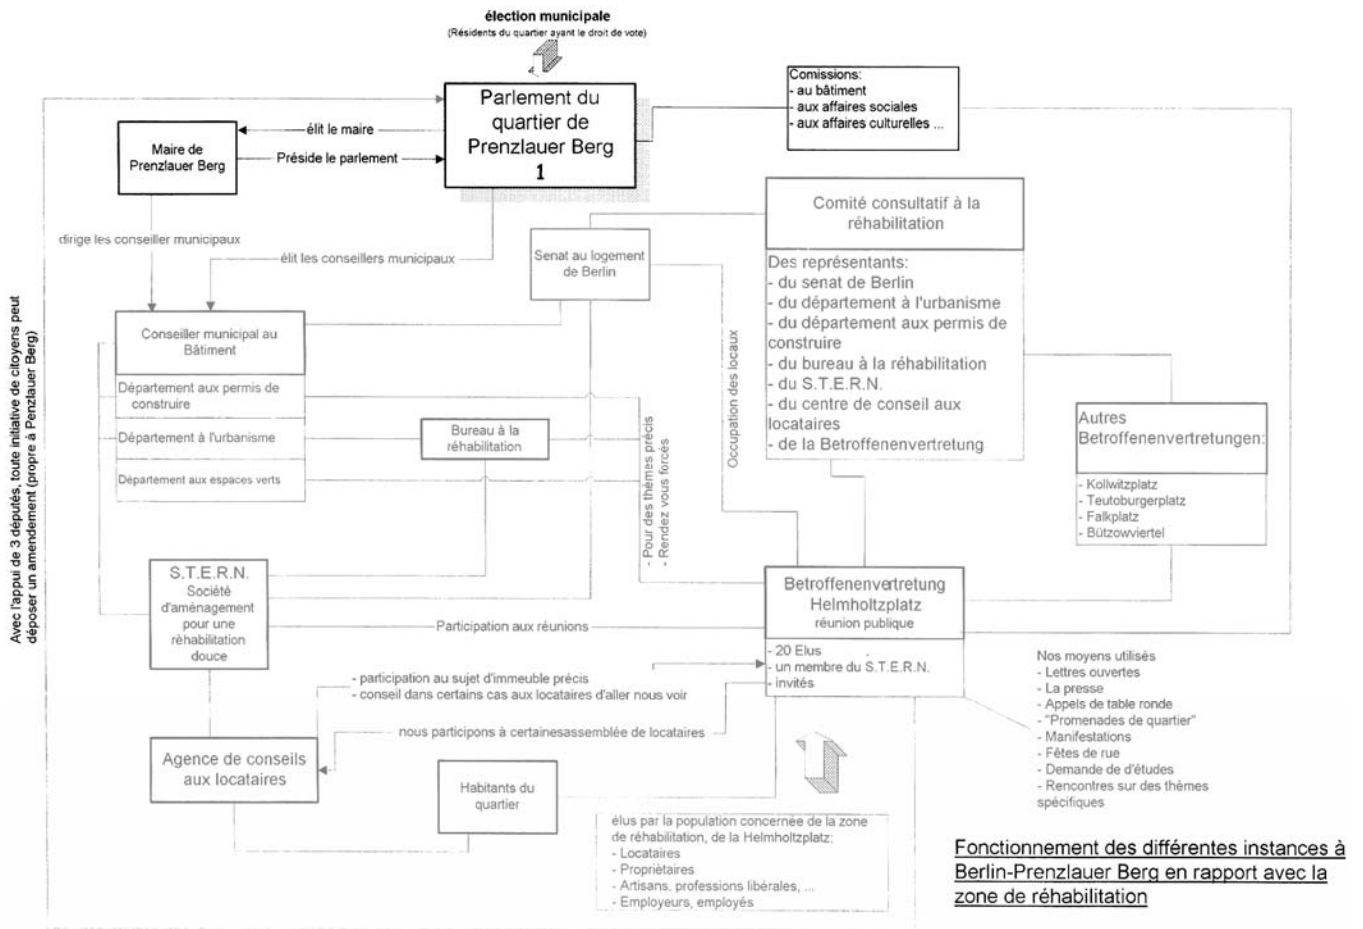 élection municipale
(Résidents du quartier ayant le droit de vote)
Parlement du
quartier de
Prenzlauer Berg
1
Comissions:
- au bâtiment
- aux affaires sociales
- aux affaires culturelles ...
Maire de
Prenzlauer Berg
élit le maire
Préside le parlement
dirige les conseiller municipaux
élit les conseillers municipaux
Senat au logement
de Berlin
Comité consultatif à la
réhabilitation
Des représentants:
- du senat de Berlin
- du département à l'urbanisme
- du département aux permis de
construire
- du bureau à la réhabilitation
- du S.T.E.R.N.
- du centre de conseil aux
locataires
- de la Betroffenenvertretung
Conseiller municipal au
Bâtiment
Département aux permis de
construire
Département à l'urbanisme
Département aux espaces verts
Bureau à la
réhabilitation
- Pour des thèmes précis
- Rendez vous forcés
Occupation des locaux
Autres
Betroffenenvertretungen:
- Kollwitzplatz
- Teutoburgerplatz
- Falkplatz
- Bützowviertel
Avec l'appui de 3 députés, toute initiative de citoyens peut
déposer un amendement (propre à Penzlauer Berg)
S.T.E.R.N.
Société
d'aménagement
pour une
rèhabilitation
douce
Participation aux réunions
Betroffenenvertretung
Helmholtzplatz
réunion publique
- 20 Elus
- un membre du S.T.E.R.N.
- invités
- participation au sujet d'immeuble précis
- conseil dans certains cas aux locataires d'aller nous voir
nous participons à certainesassemblée de locataires
Agence de conseils
aux locataires
Habitants du
quartier
Nos moyens utilisés
- Lettres ouvertes
- La presse
- Appels de table ronde
- "Promenades de quartier"
- Manifestations
- Fêtes de rue
- Demande de d'études
- Rencontres sur des thèmes
spécifiques
élus par la population concernée de la zone
de réhabilitation, de la Helmholtzplatz:
- Locataires
- Propriètaires
- Artisans, professions libérales, ...
- Employeurs, employés
Fonctionnement des différentes instances à
Berlin-Prenzlauer Berg en rapport avec la
zone de réhabilitation